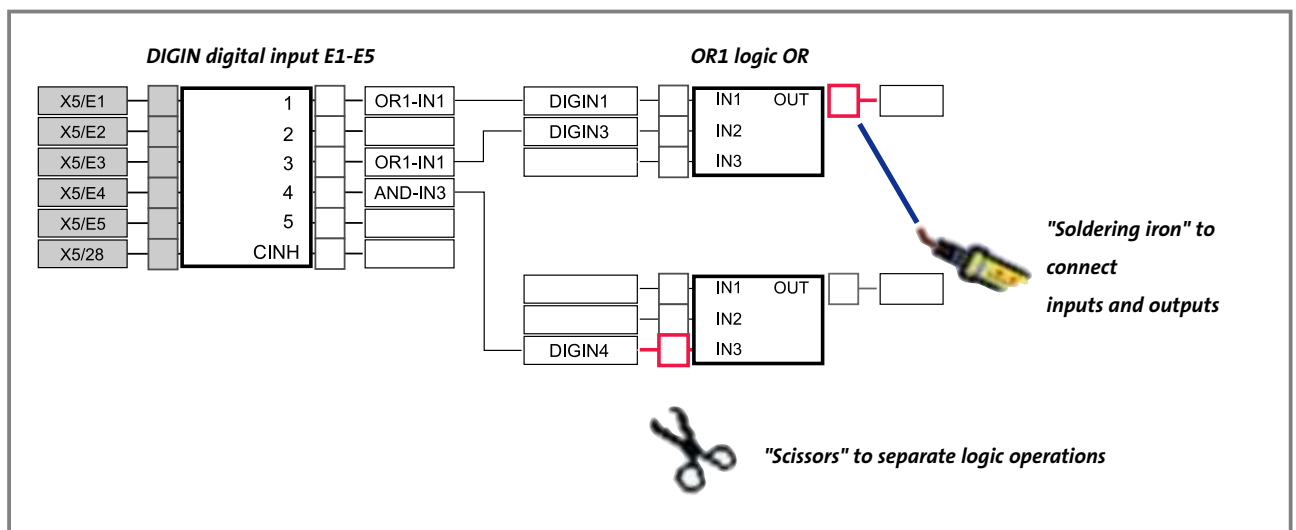 DIGIN digital input E1-E5
OR1 logic OR
X5/E1
1
OR1-IN1
DIGIN1
IN1
OUT
X5/E2
2
DIGIN3
IN2
X5/E3
3
OR1-IN1
IN3
X5/E4
4
AND-IN3
X5/E5
5
X5/28
CINH
"Soldering iron" to
connect
inputs and outputs
IN1
OUT
IN2
DIGIN4
IN3
"Scissors" to separate logic operations